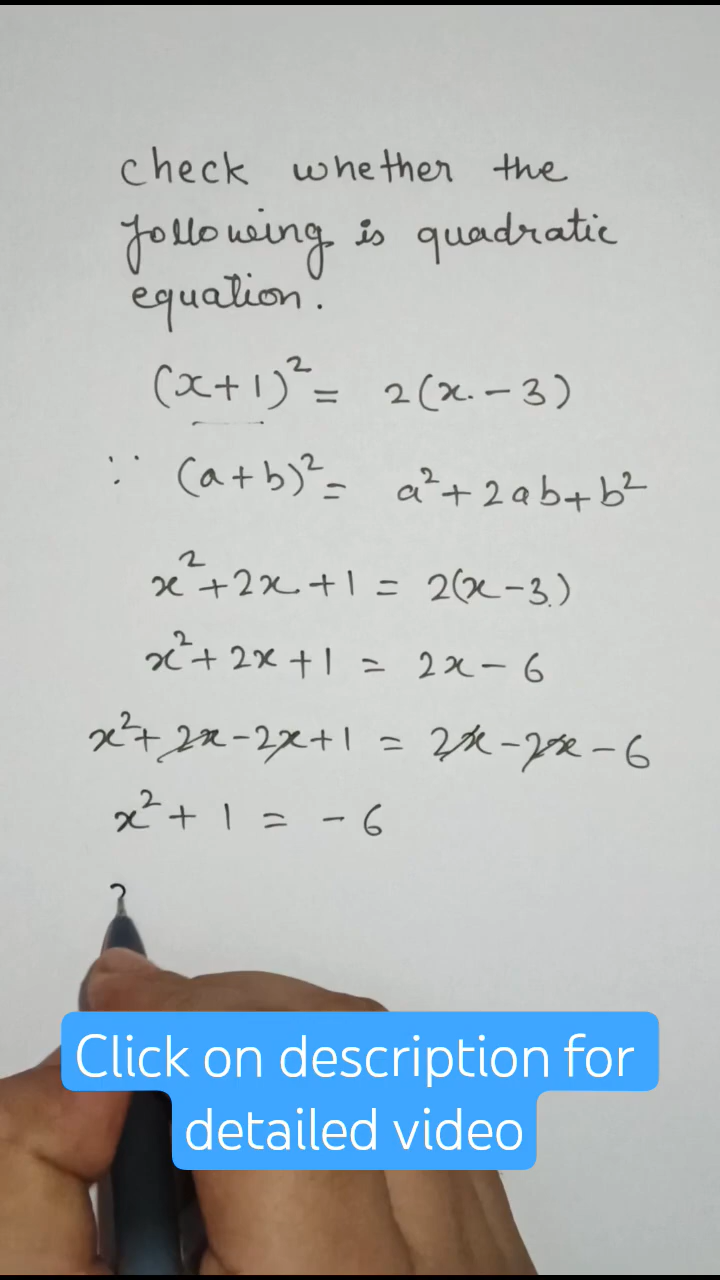 check whether the
following is quadratic
equation.
(x+1)² = 2(x-3)
∵ (a+b)² = a²+2ab+b²
x²+2x+1 = 2(x-3)
x²+2x+1 = 2x-6
x²+2x-2x+1 = 2x-2x-6
x²+1 = -6
Click on description for
detailed video